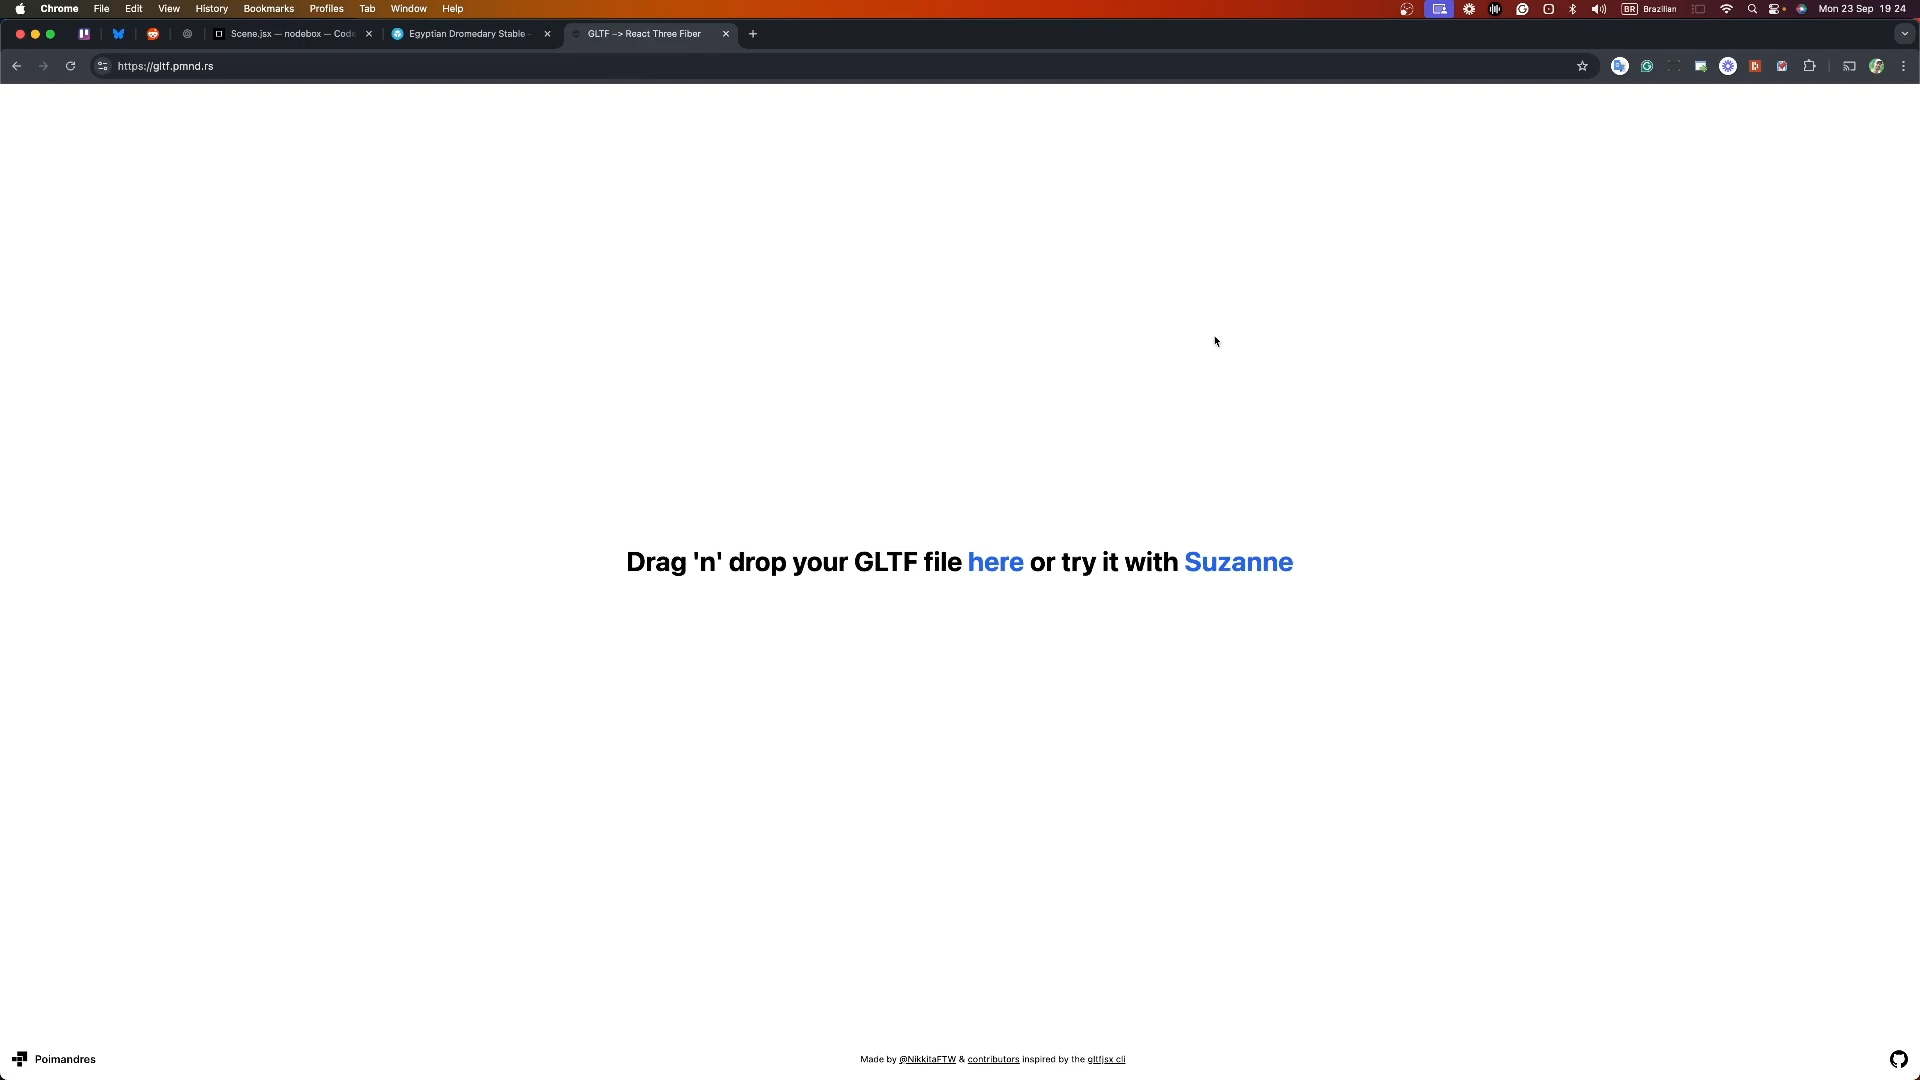 Chrome File Edit View History Bookmarks Profiles Tab Window Help BR Brazilian Mon 23 Sep 19 24
Scene.jsx — nodebox — Code Egyptian Dromedary Stable - GLTF -> React Three Fiber
https://gltf.pmnd.rs
Drag 'n' drop your GLTF file here or try it with Suzanne
Poimandres
Made by @NikkitaFTW & contributors inspired by the gltfjsx cli